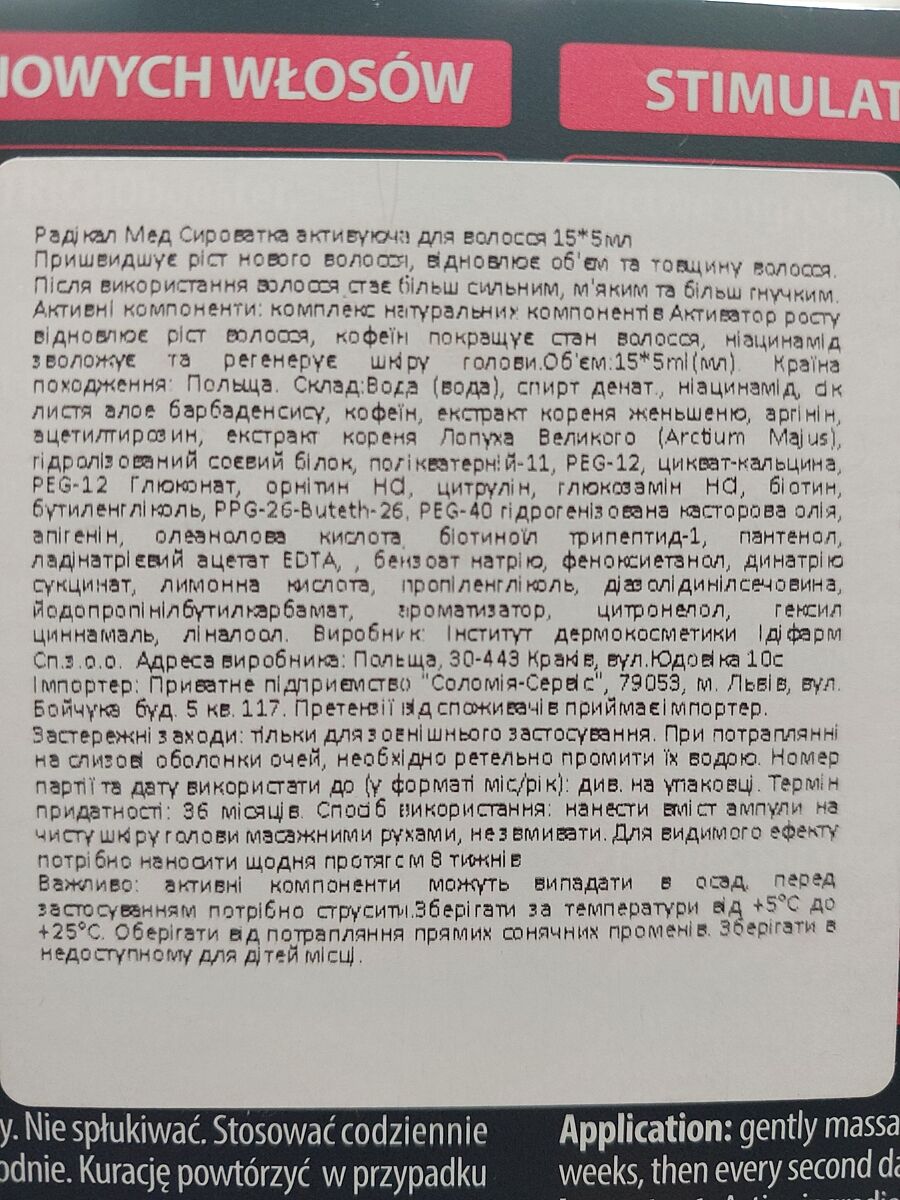 NOWYCH WŁOSÓW
STIMULAT
Радікал Мед Сироватка активуюча для волосся 15*5мл
Пришвидшує ріст нового волосся, відновлює об'єм та товщину волосся.
Після використання волосся стає більш сильним, м'яким та більш гнучким.
Активні компоненти: комплекс натуральних компонентів Активатор росту
відновлює ріст волосся, кофеїн покращує стан волосся, ніацинамід
зволожує та регенерує шкіру голови.Об'єм:15*5ml(мл). Країна
походження: Польща. Склад:Вода (вода), спирт денат., ніацинамід, сік
листя алое барбаденсису, кофеїн, екстракт кореня женьшеню, аргінін,
ацетилтирозин, екстракт кореня Лопуха Великого (Arctium Majus),
гідролізований соєвий білок, полікватерній-11, PEG-12, цикват-кальцина,
PEG-12 Глюконат, орнітин HCl, цитрулін, глюкозамін HCl, біотин,
бутиленгліколь, PPG-26-Buteth-26, PEG-40 гідрогенізована касторова олія,
апігенін, олеанолова кислота, біотиноїл трипептид-1, пантенол,
ладінатрієвий ацетат EDTA, , бензоат натрію, феноксиетанол, динатрію
сукцинат, лимонна кислота, пропіленгліколь, діазолідинілсечовина,
йодопропінілбутилкарбамат, ароматизатор, цитронелол, гексил
циннамаль, ліналоол. Виробник: Інститут дермокосметики Ідіфарм
Сп.з.о.о. Адреса виробника: Польща, 30-443 Краків, вул.Юдовіка 10с
Імпортер: Приватне підприємство "Соломія-Сервіс", 79053, м. Львів, вул.
Бойчука буд. 5 кв. 117. Претензії від споживачів приймає імпортер.
Застережні заходи: тільки для зовнішнього застосування. При потраплянні
на слизові оболонки очей, необхідно ретельно промити їх водою. Номер
партії та дату використати до (у форматі міс/рік): див. на упаковці. Термін
придатності: 36 місяців. Спосіб використання: нанести вміст ампули на
чисту шкіру голови масажними рухами, не змивати. Для видимого ефекту
потрібно наносити щодня протягом 8 тижнів
Важливо: активні компоненти можуть випадати в осад, перед
застосуванням потрібно струсити.Зберігати за температури від +5°C до
+25°C. Оберігати від потрапляння прямих сонячних променів. Зберігати в
недоступному для дітей місці.
y. Nie spłukiwać. Stosować codziennie
odnie. Kurację powtórzyć w przypadku
Application: gently massa
weeks, then every second da